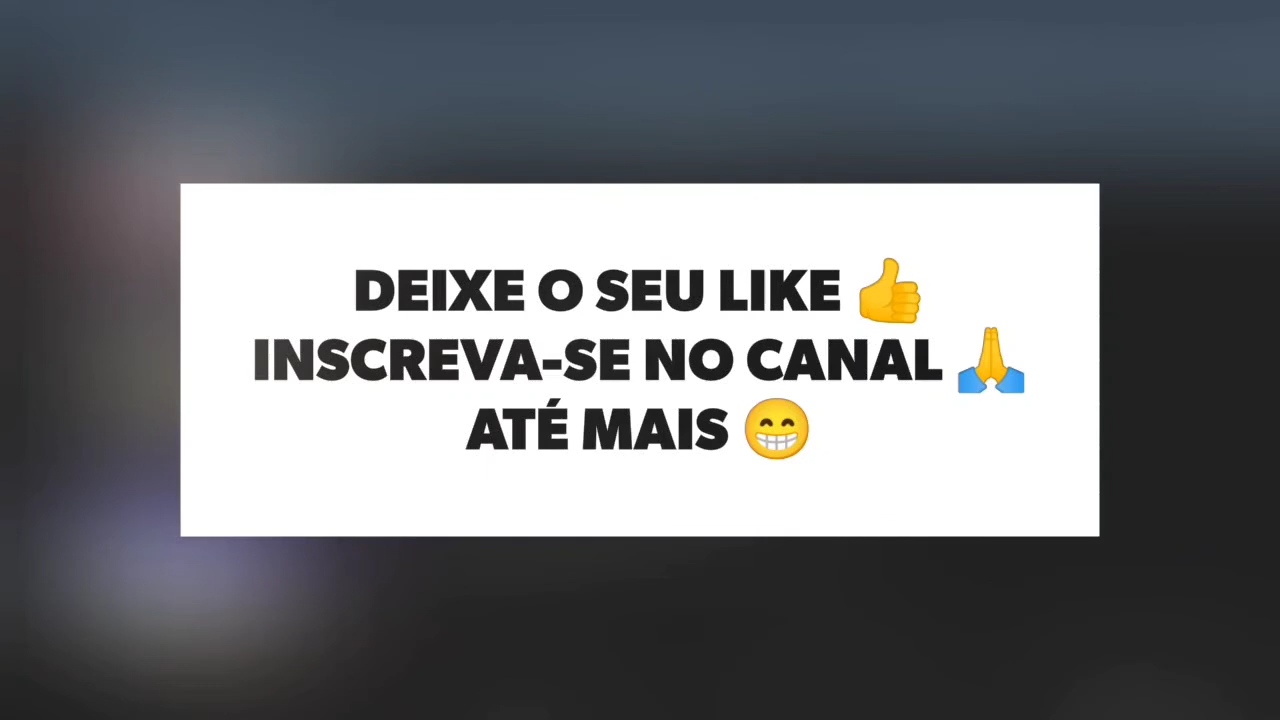 DEIXE O SEU LIKE 👍
INSCREVA-SE NO CANAL 🙏
ATÉ MAIS 😁